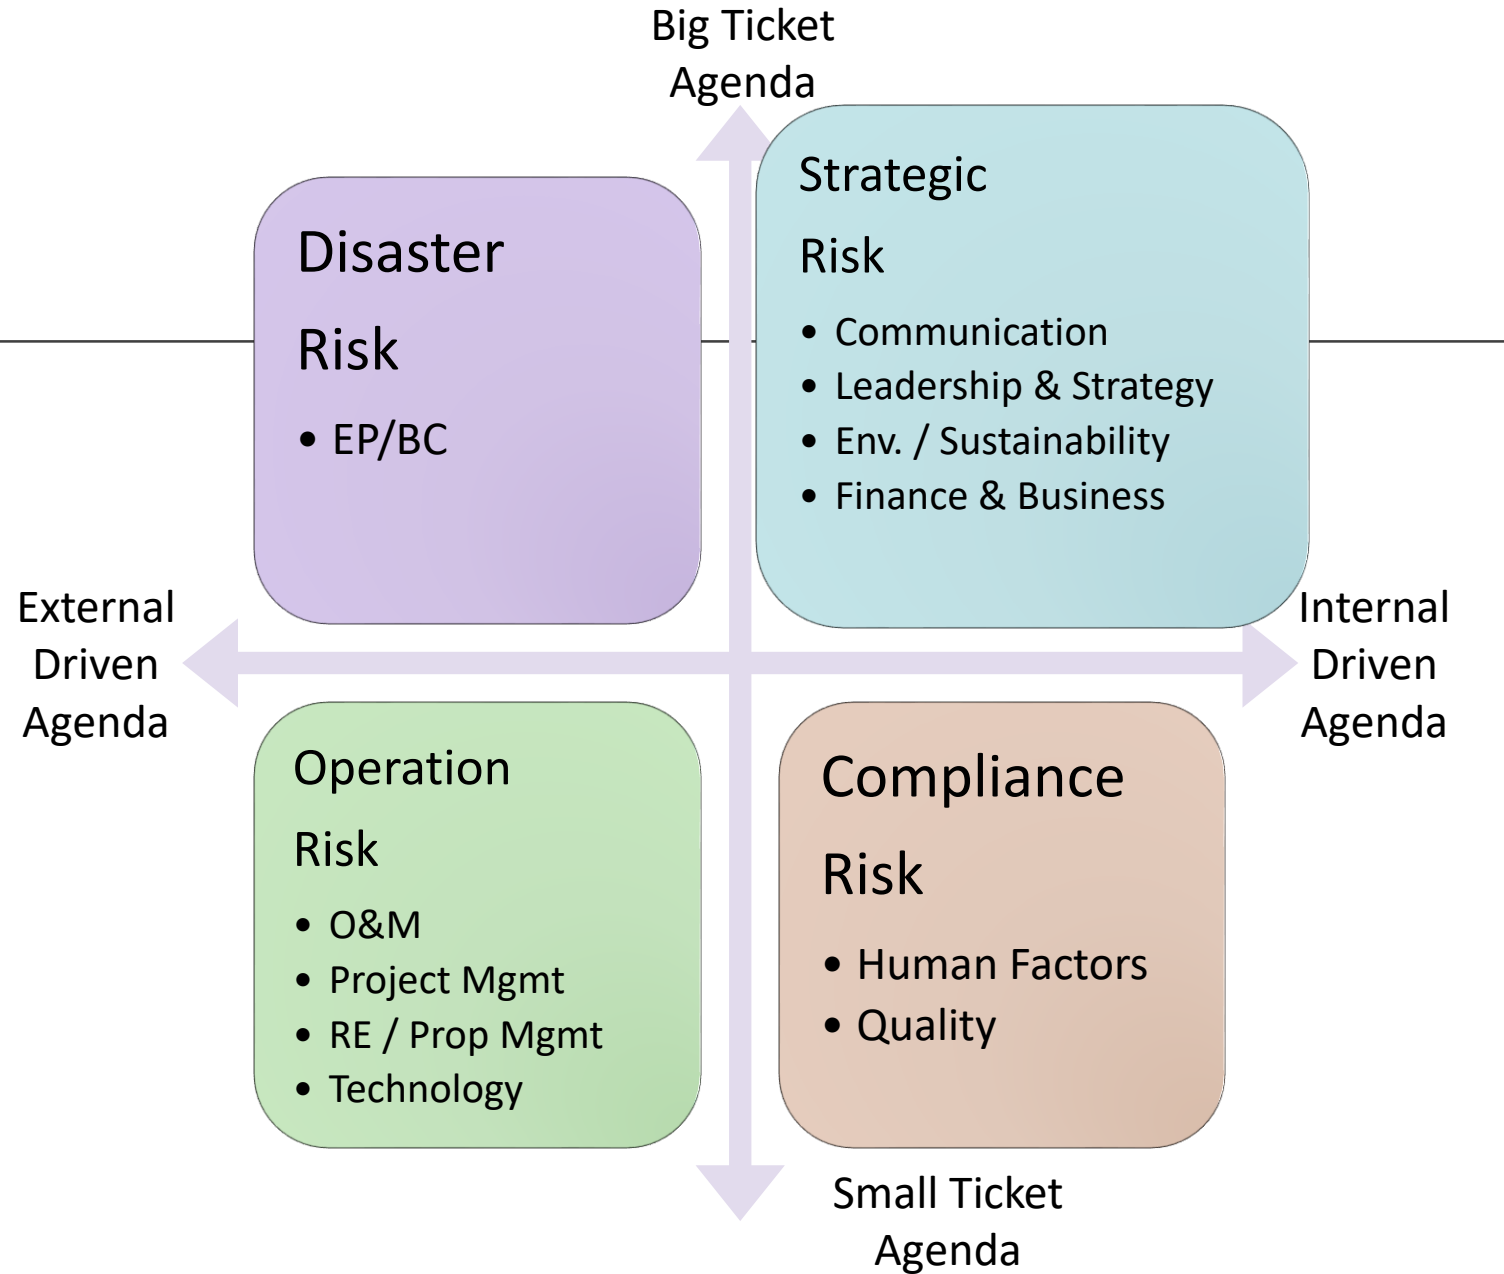 Big Ticket
Agenda
Disaster
Risk
• EP/BC
Strategic
Risk
• Communication
• Leadership & Strategy
• Env. / Sustainability
• Finance & Business
External
Driven
Agenda
Internal
Driven
Agenda
Operation
Risk
• O&M
• Project Mgmt
• RE / Prop Mgmt
• Technology
Compliance
Risk
• Human Factors
• Quality
Small Ticket
Agenda